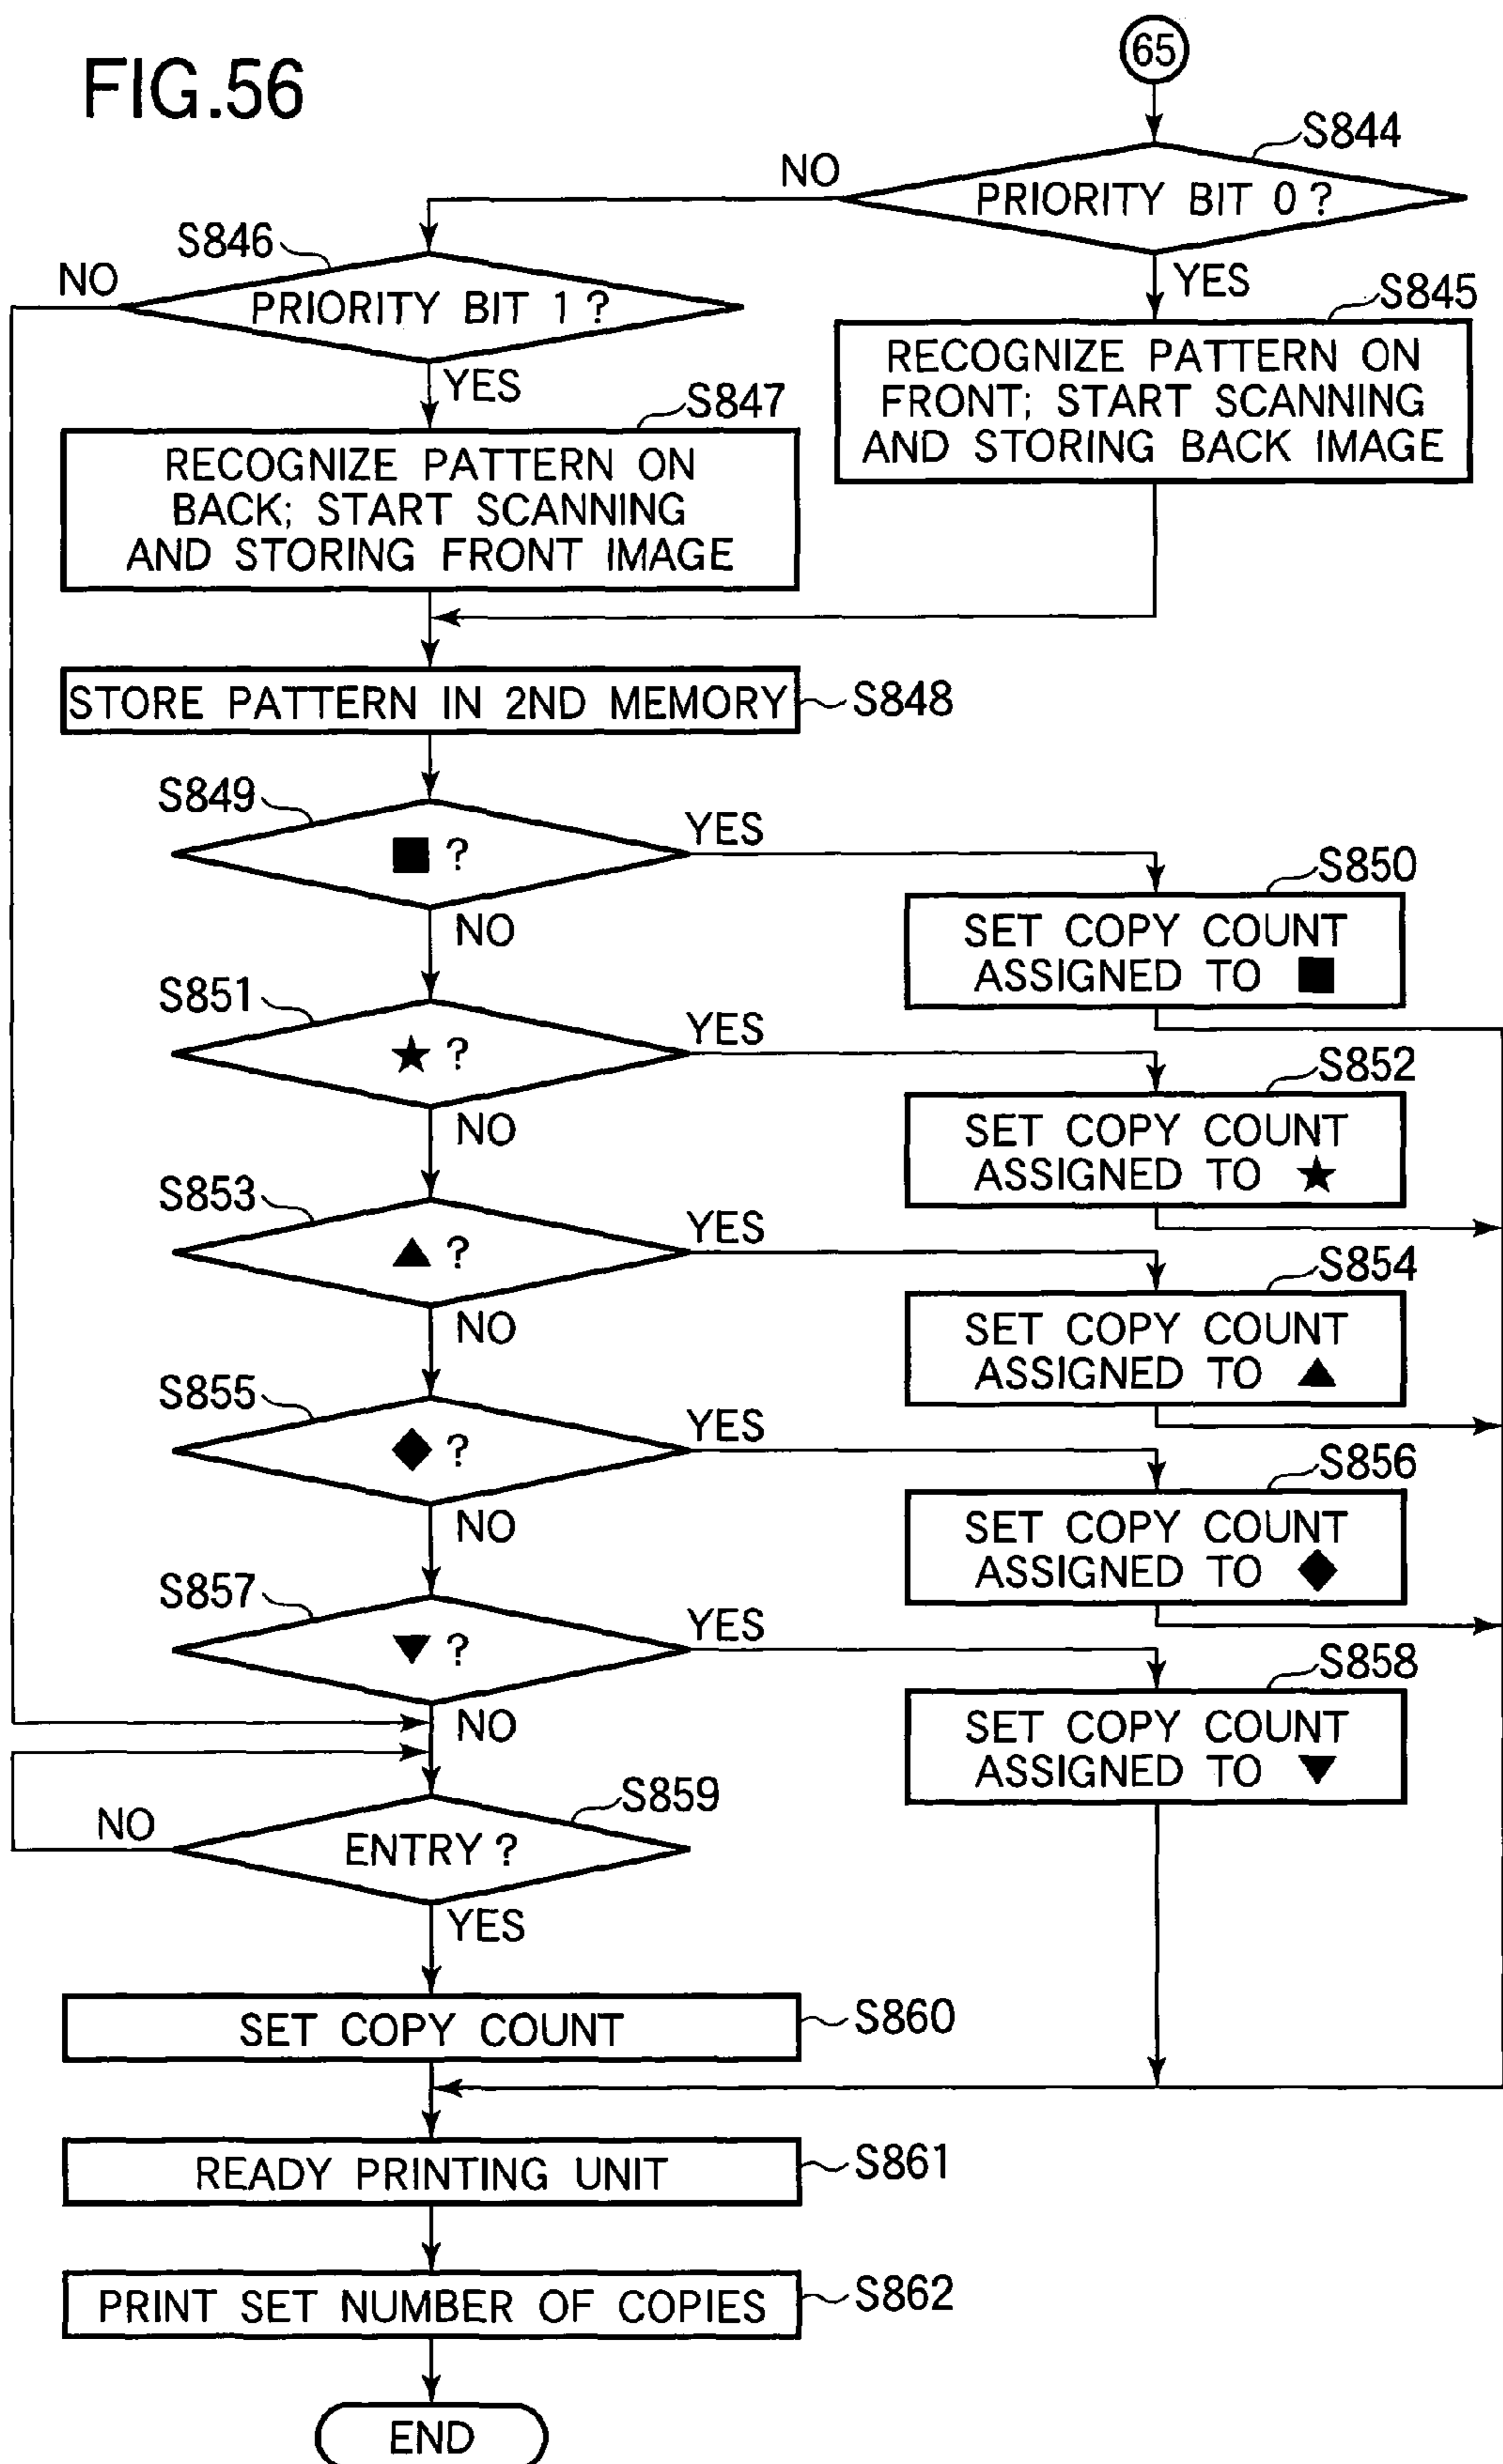 FIG.56
65
S844
PRIORITY BIT 0 ?
NO
YES
S846
PRIORITY BIT 1 ?
NO
YES
S845
RECOGNIZE PATTERN ON
FRONT; START SCANNING
AND STORING BACK IMAGE
S847
RECOGNIZE PATTERN ON
BACK; START SCANNING
AND STORING FRONT IMAGE
STORE PATTERN IN 2ND MEMORY
S848
S849
■ ?
YES
NO
S850
SET COPY COUNT
ASSIGNED TO ■
S851
★ ?
YES
NO
S852
SET COPY COUNT
ASSIGNED TO ★
S853
▲ ?
YES
NO
S854
SET COPY COUNT
ASSIGNED TO ▲
S855
◆ ?
YES
NO
S856
SET COPY COUNT
ASSIGNED TO ◆
S857
▼ ?
YES
NO
S858
SET COPY COUNT
ASSIGNED TO ▼
S859
ENTRY ?
NO
YES
SET COPY COUNT
S860
READY PRINTING UNIT
S861
PRINT SET NUMBER OF COPIES
S862
END